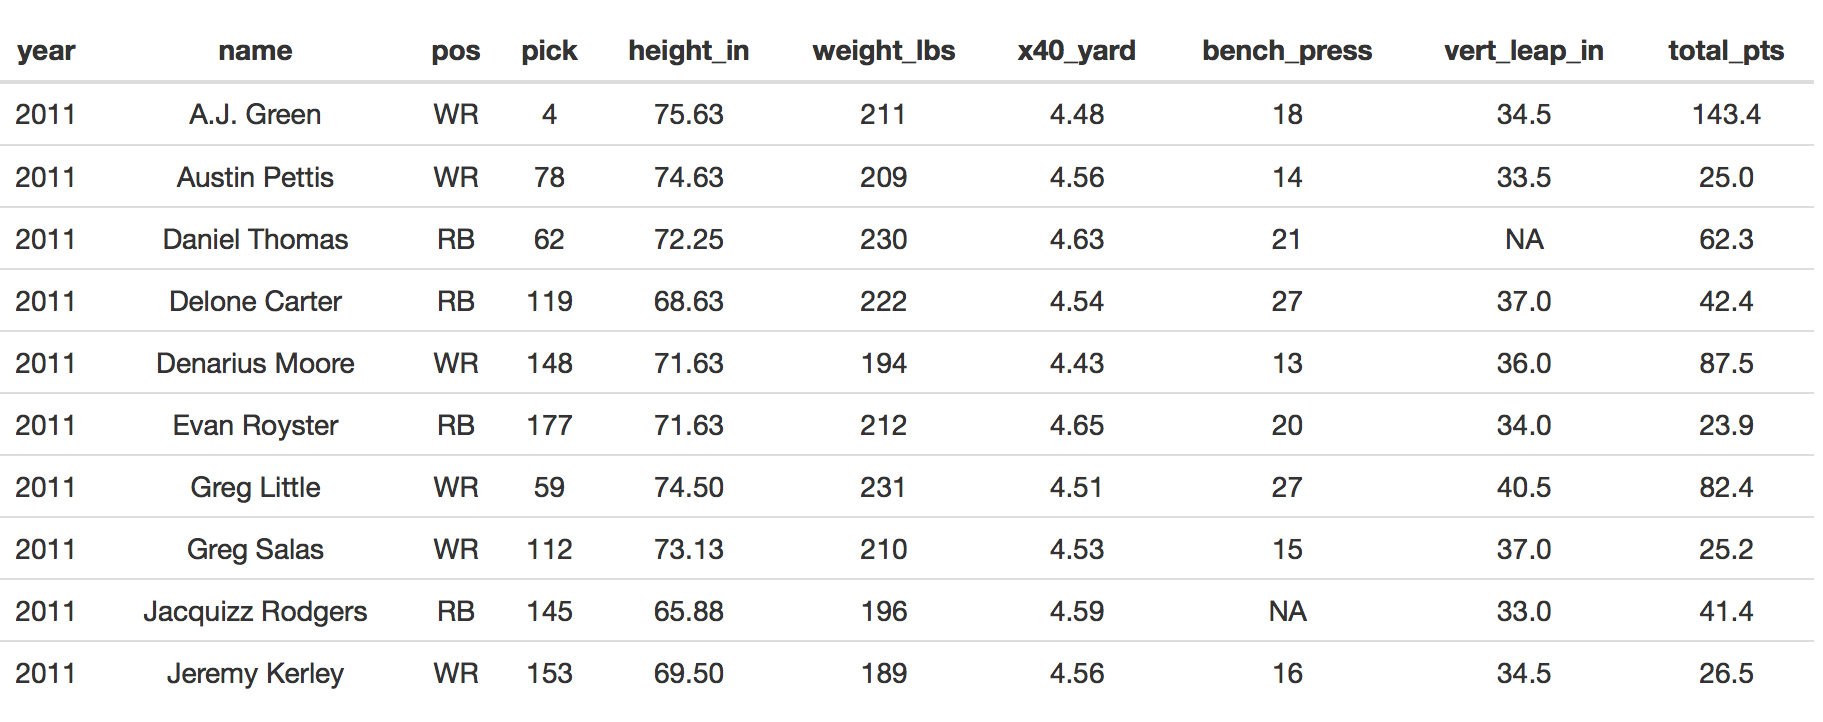 year name pos pick height_in weight_lbs x40_yard bench_press vert_leap_in total_pts
2011 A.J. Green WR 4 75.63 211 4.48 18 34.5 143.4
2011 Austin Pettis WR 78 74.63 209 4.56 14 33.5 25.0
2011 Daniel Thomas RB 62 72.25 230 4.63 21 NA 62.3
2011 Delone Carter RB 119 68.63 222 4.54 27 37.0 42.4
2011 Denarius Moore WR 148 71.63 194 4.43 13 36.0 87.5
2011 Evan Royster RB 177 71.63 212 4.65 20 34.0 23.9
2011 Greg Little WR 59 74.50 231 4.51 27 40.5 82.4
2011 Greg Salas WR 112 73.13 210 4.53 15 37.0 25.2
2011 Jacquizz Rodgers RB 145 65.88 196 4.59 NA 33.0 41.4
2011 Jeremy Kerley WR 153 69.50 189 4.56 16 34.5 26.5